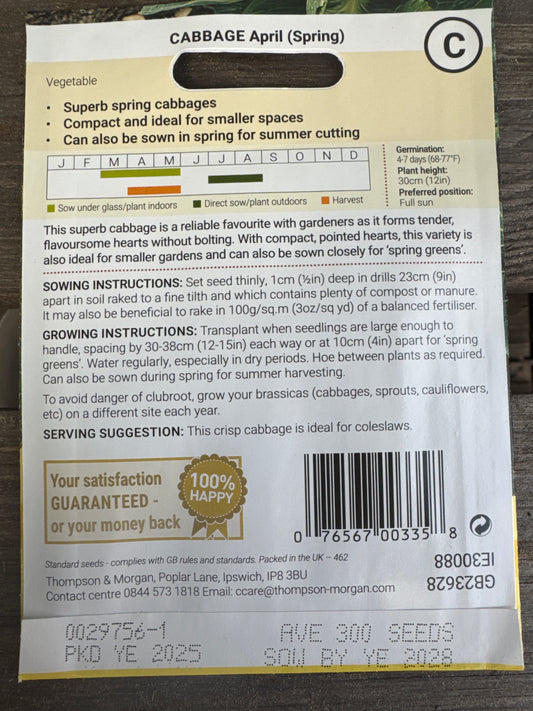 CABBAGE April (Spring)
C
Vegetable
• Superb spring cabbages
• Compact and ideal for smaller spaces
• Can also be sown in spring for summer cutting
J F M A M J J A S O N D
Sow under glass/plant indoors Direct sow/plant outdoors Harvest
Germination:
4-7 days (68-77°F)
Plant height:
30cm (12in)
Preferred position:
Full sun
This superb cabbage is a reliable favourite with gardeners as it forms tender,
flavoursome hearts without bolting. With compact, pointed hearts, this variety is
also ideal for smaller gardens and can also be sown closely for ‘spring greens’.
SOWING INSTRUCTIONS: Set seed thinly, 1cm (½in) deep in drills 23cm (9in)
apart in soil raked to a fine tilth and which contains plenty of compost or manure.
It may also be beneficial to rake in 100g/sq.m (3oz/sq yd) of a balanced fertiliser.
GROWING INSTRUCTIONS: Transplant when seedlings are large enough to
handle, spacing by 30-38cm (12-15in) each way or at 10cm (4in) apart for ‘spring
greens’. Water regularly, especially in dry periods. Hoe between plants as required.
Can also be sown during spring for summer harvesting.
To avoid danger of clubroot, grow your brassicas (cabbages, sprouts, cauliflowers,
etc) on a different site each year.
SERVING SUGGESTION: This crisp cabbage is ideal for coleslaws.
Your satisfaction
GUARANTEED -
or your money back
100%
HAPPY
0 76567 00335 8
Standard seeds - complies with GB rules and standards. Packed in the UK – 462
Thompson & Morgan, Poplar Lane, Ipswich, IP8 3BU
Contact centre 0844 573 1818 Email: ccare@thompson-morgan.com
GB23628
IE30088
0029756-1
PKD YE 2025
AVE 300 SEEDS
SOW BY YE 2028